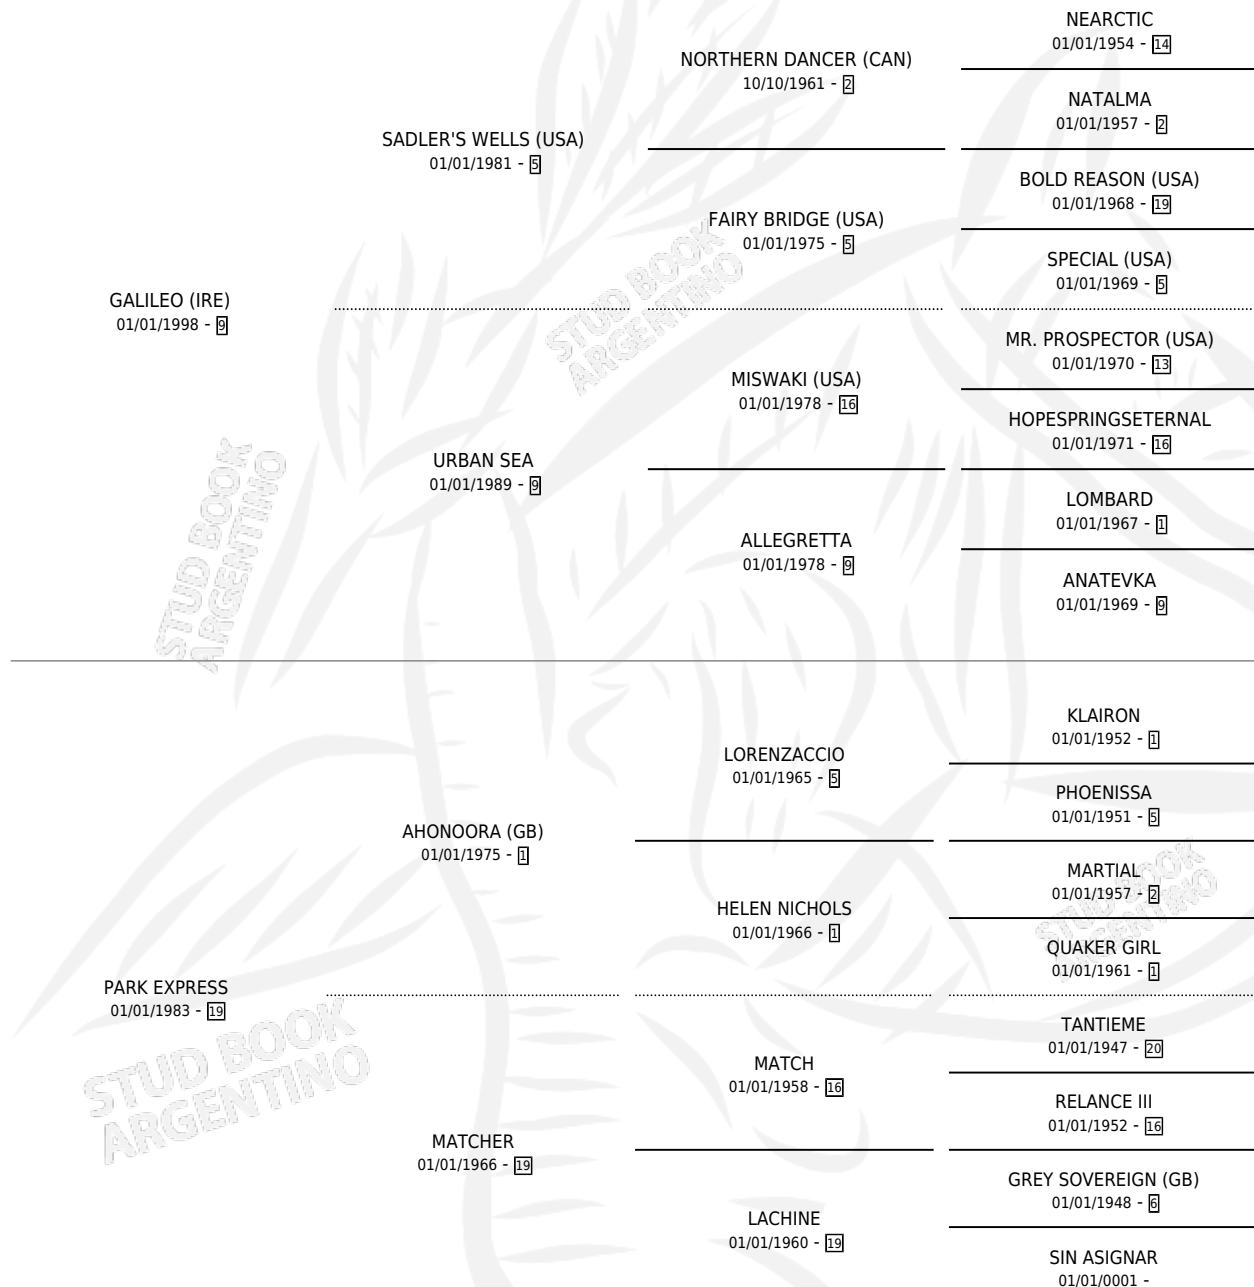 NEARCTIC
01/01/1954 - 14
NORTHERN DANCER (CAN)
10/10/1961 - 2
NATALMA
01/01/1957 - 2
SADLER'S WELLS (USA)
01/01/1981 - 5
BOLD REASON (USA)
01/01/1968 - 19
FAIRY BRIDGE (USA)
01/01/1975 - 5
SPECIAL (USA)
01/01/1969 - 5
GALILEO (IRE)
01/01/1998 - 9
STUD BOOK
ARGENTINO
MR. PROSPECTOR (USA)
01/01/1970 - 13
MISWAKI (USA)
01/01/1978 - 16
HOPESPRINGSETERNAL
01/01/1971 - 16
URBAN SEA
01/01/1989 - 9
LOMBARD
01/01/1967 - 1
ALLEGRETTA
01/01/1978 - 9
ANATEVKA
01/01/1969 - 9
STUD BOOK
ARGENTINO
KLAIRON
01/01/1952 - 1
LORENZACCIO
01/01/1965 - 5
PHOENISSA
01/01/1951 - 5
AHONOORA (GB)
01/01/1975 - 1
MARTIAL
01/01/1957 - 2
HELEN NICHOLS
01/01/1966 - 1
STUD BOOK
ARGENTINO
QUAKER GIRL
01/01/1961 - 1
PARK EXPRESS
01/01/1983 - 19
TANTIEME
01/01/1947 - 20
MATCH
01/01/1958 - 16
STUD BOOK
ARGENTINO
RELANCE III
01/01/1952 - 16
MATCHER
01/01/1966 - 19
GREY SOVEREIGN (GB)
01/01/1948 - 6
LACHINE
01/01/1960 - 19
SIN ASIGNAR
01/01/0001 -